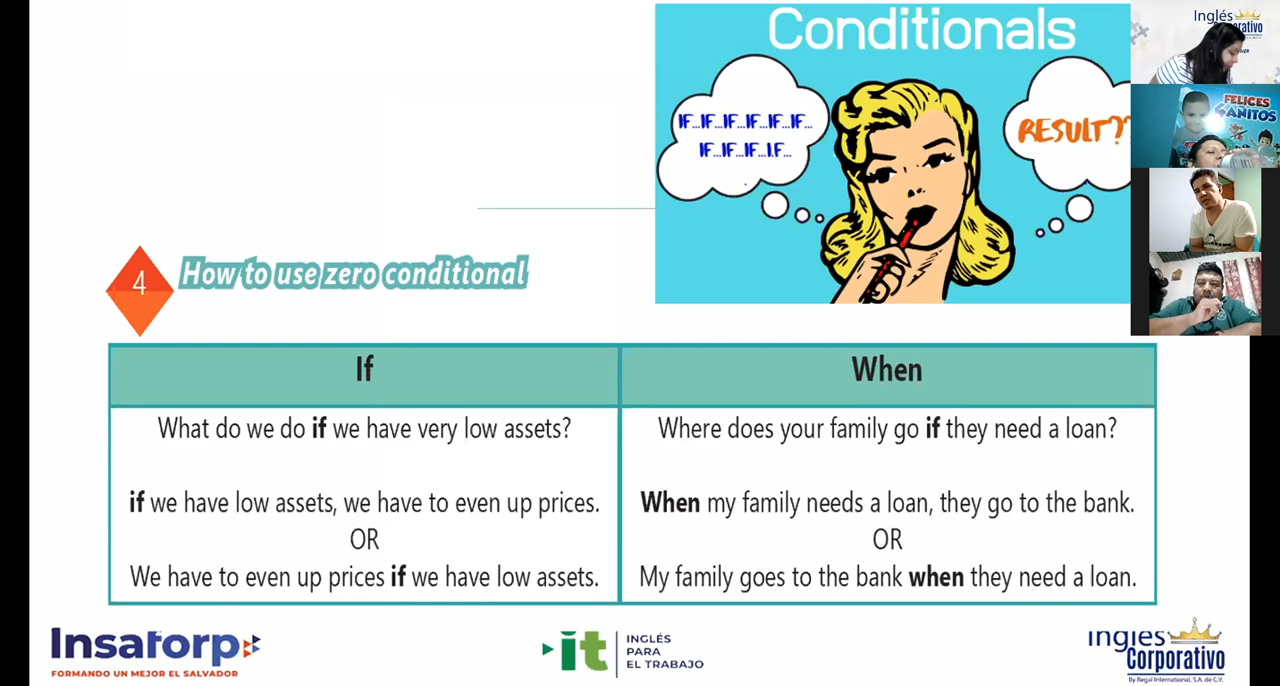 Conditionals
IF...IF...IF...IF...IF...IF...
IF...IF...IF...I.F...
RESULT??
Inglés
FELICES
AÑITOS
4
How to use zero conditional
If
When
What do we do if we have very low assets?
Where does your family go if they need a loan?
if we have low assets, we have to even up prices.
When my family needs a loan, they go to the bank.
OR
OR
We have to even up prices if we have low assets.
My family goes to the bank when they need a loan.
Insaforp
FORMANDO UN MEJOR EL SALVADOR
it
INGLÉS
PARA
EL TRABAJO
Inglés
Corporativo
By Regal International, S.A. de C.V.